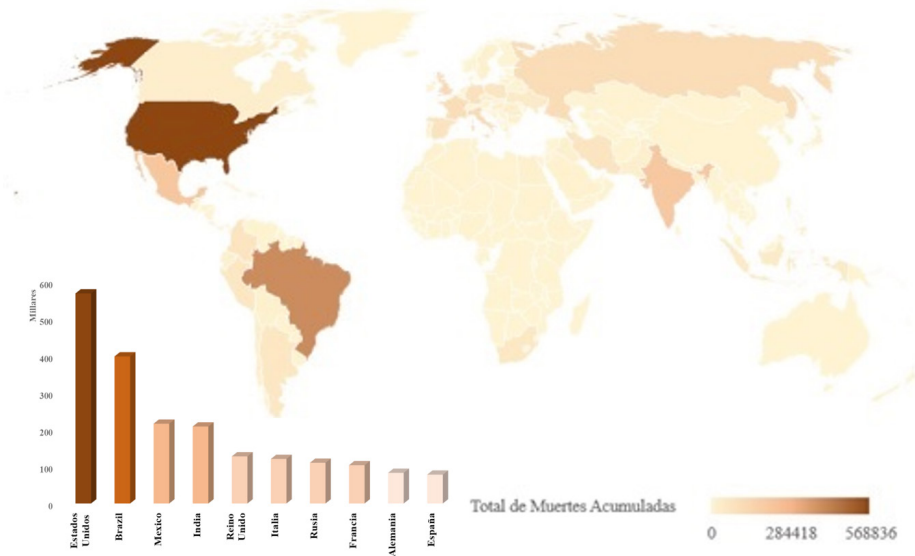 Millares
600
500
400
300
200
100
0
Estados
Unidos
Brazil
Mexico
India
Reino
Unido
Italia
Rusia
Francia
Alemania
España
Total de Muertes Acumuladas
0 284418 568836